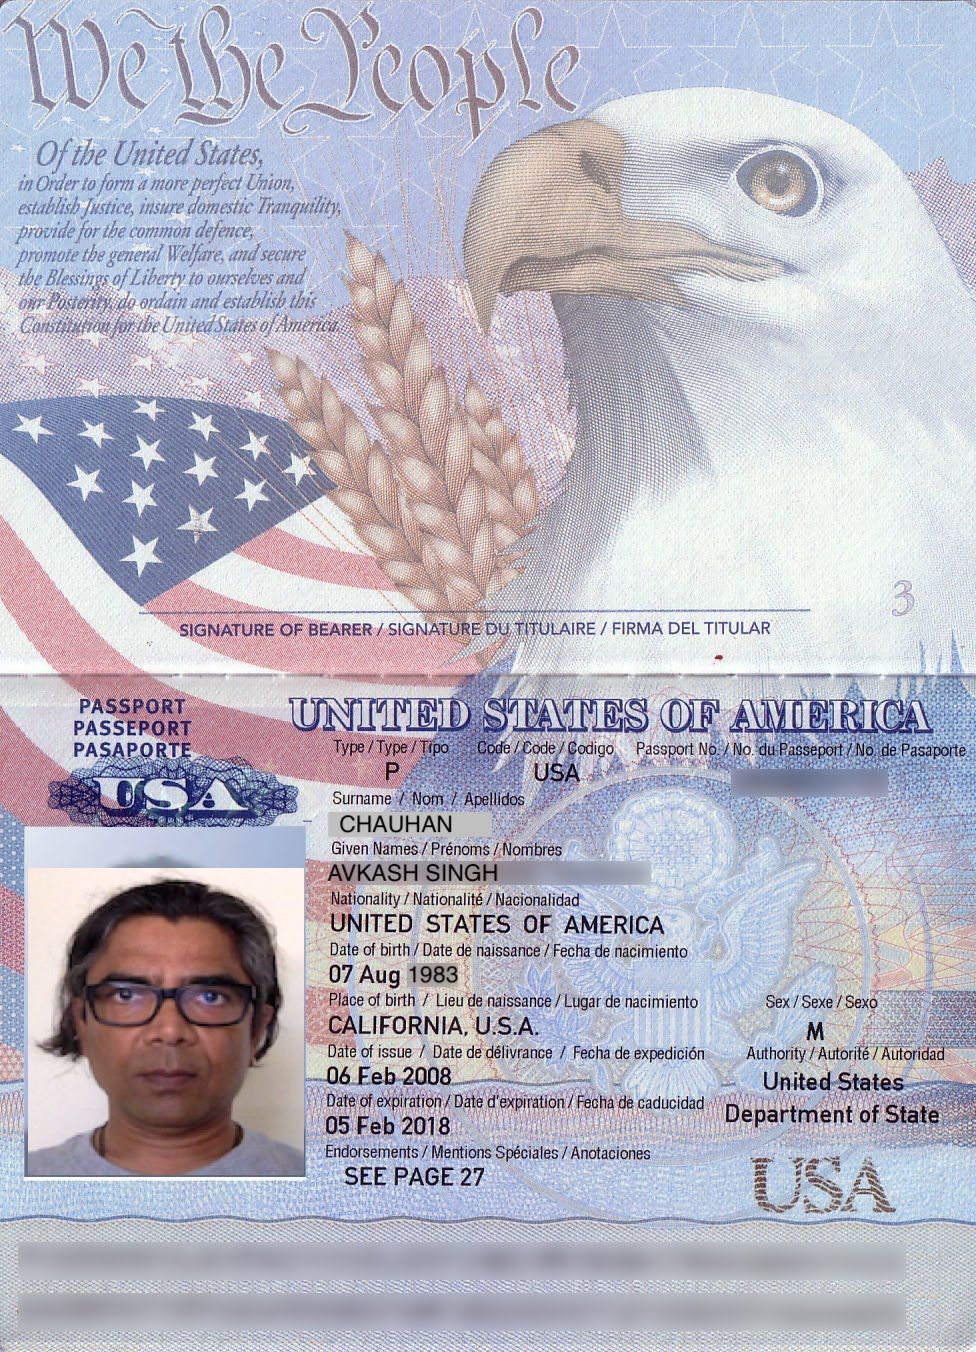 We the People
Of the United States,
in Order to form a more perfect Union,
establish Justice, insure domestic Tranquility,
provide for the common defence,
promote the general Welfare, and secure
the Blessings of Liberty to ourselves and
our Posterity, do ordain and establish this
Constitution for the United States of America.
3
SIGNATURE OF BEARER / SIGNATURE DU TITULAIRE / FIRMA DEL TITULAR
PASSPORT
PASSEPORT
PASAPORTE
USA
UNITED STATES OF AMERICA
Type / Type / Tipo Code / Code / Codigo Passport No. / No. du Passeport / No. de Pasaporte
P USA
Surname / Nom / Apellidos
CHAUHAN
Given Names / Prénoms / Nombres
AVKASH SINGH
Nationality / Nationalité / Nacionalidad
UNITED STATES OF AMERICA
Date of birth / Date de naissance / Fecha de nacimiento
07 Aug 1983
Place of birth / Lieu de naissance / Lugar de nacimiento Sex / Sexe / Sexo
CALIFORNIA, U.S.A. M
Date of issue / Date de délivrance / Fecha de expedición Authority / Autorité / Autoridad
06 Feb 2008 United States
Date of expiration / Date d'expiration / Fecha de caducidad Department of State
05 Feb 2018
Endorsements / Mentions Spéciales / Anotaciones
SEE PAGE 27
USA